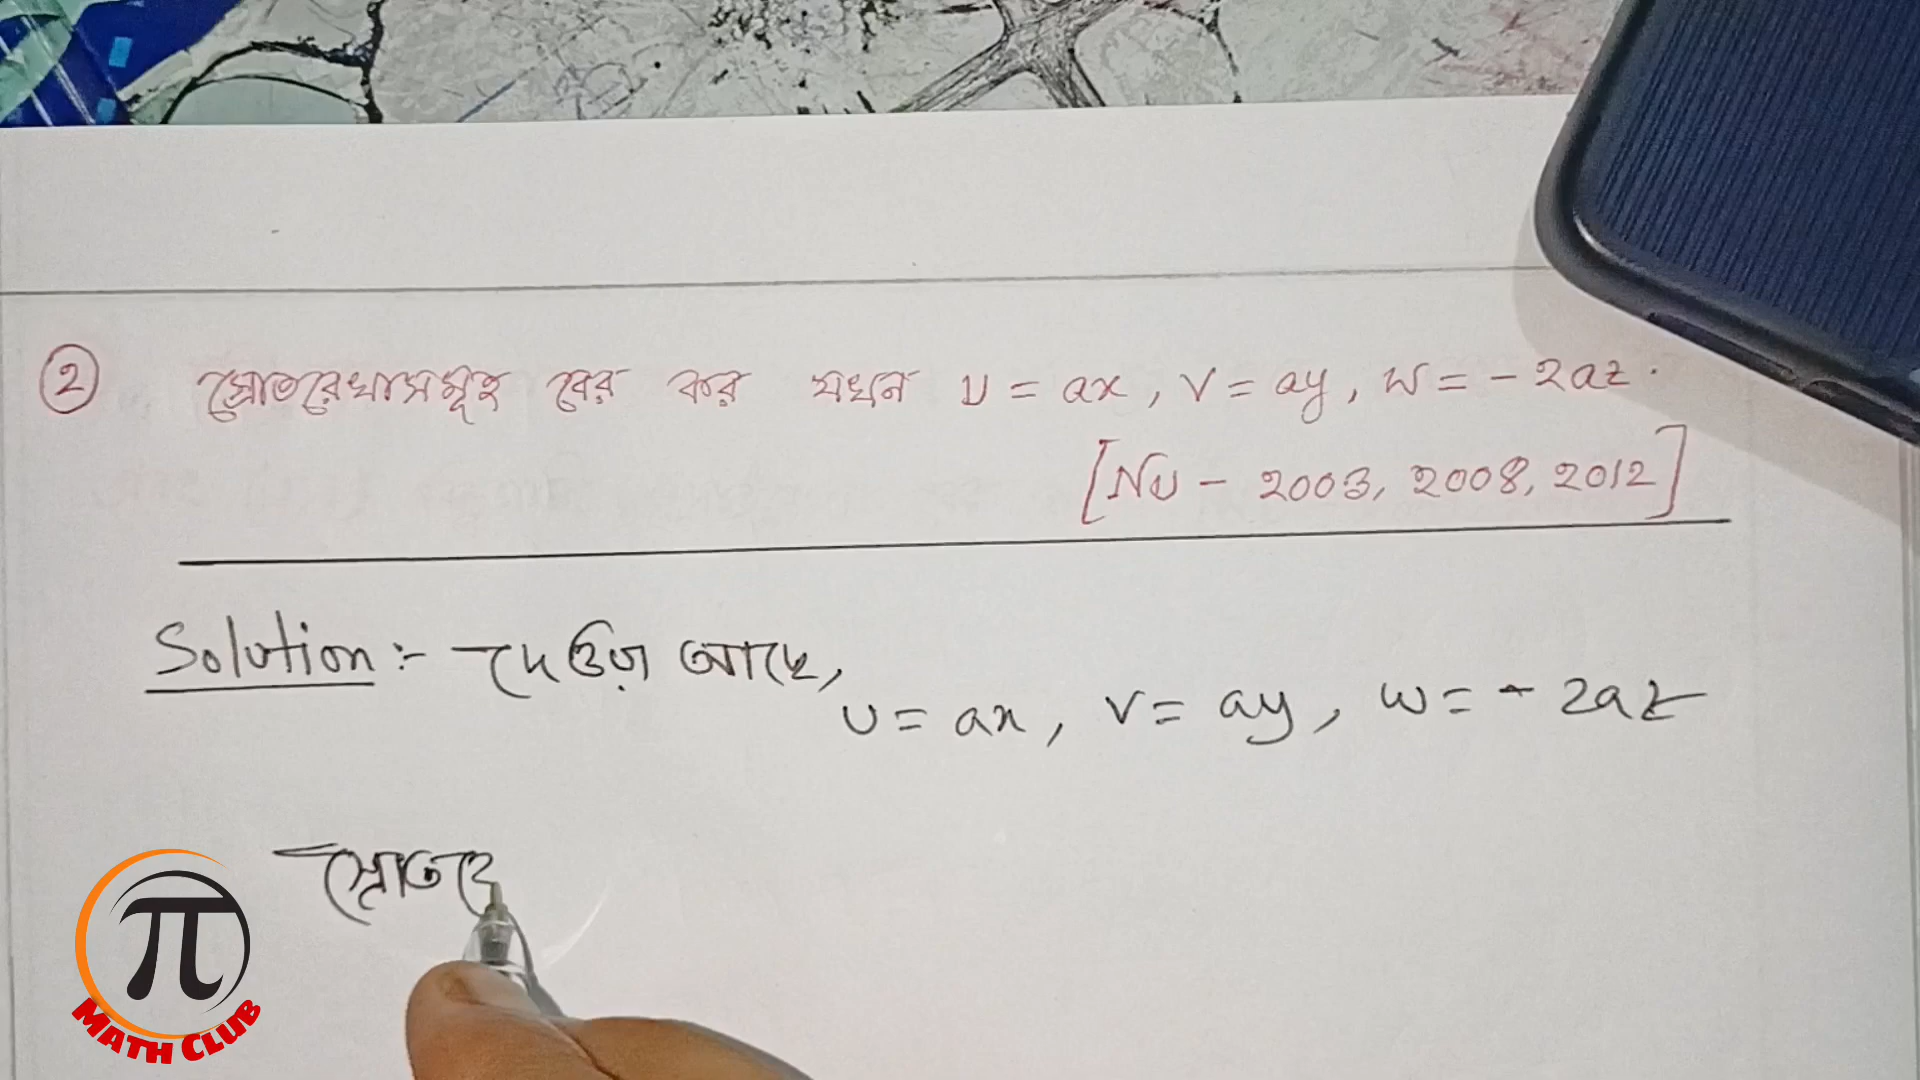 ② স্রোতরেখাসমূহ বের কর যখন u = ax, v = ay, w = - 2az.
[NU - 2003, 2008, 2012]
Solution :- দেওয়া আছে,
u = ax, v = ay, w = - 2az
স্রোতরে
π
MATH CLUB